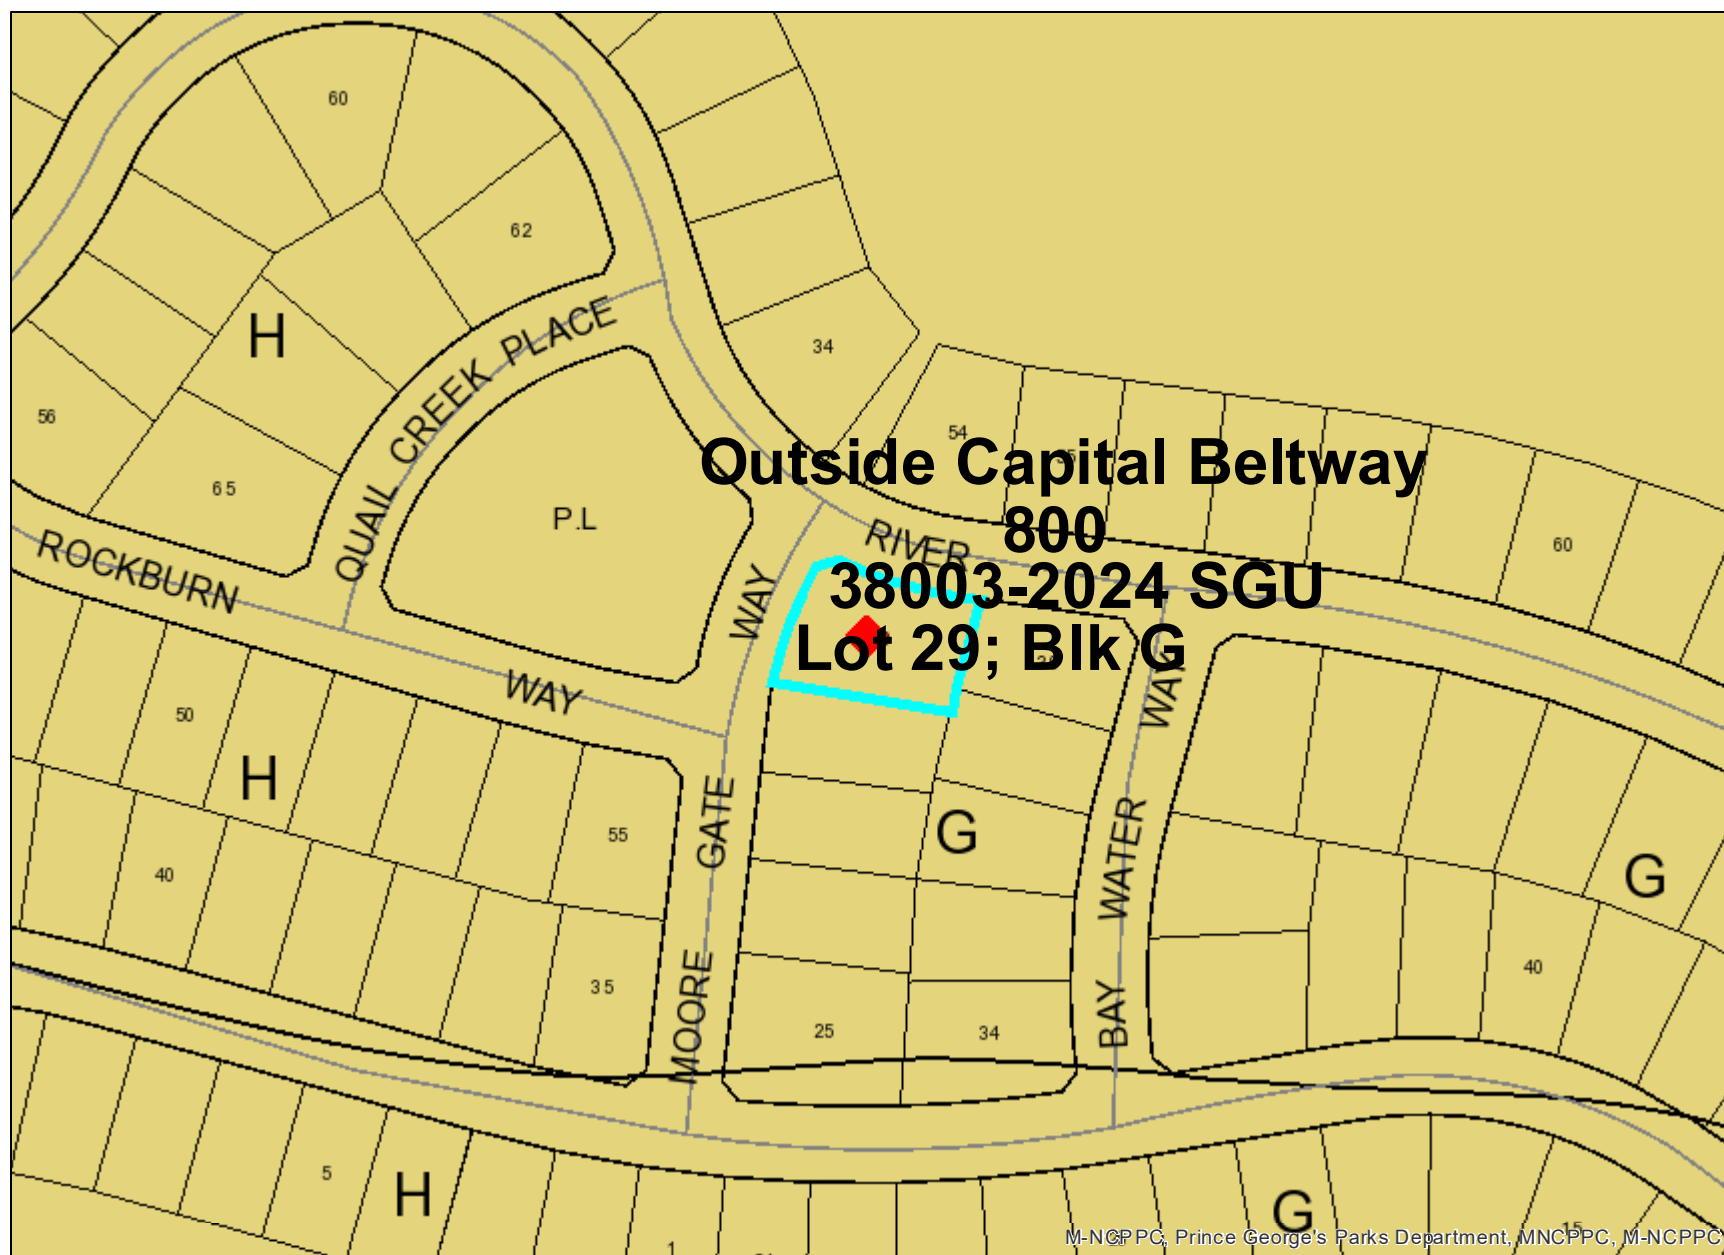 60
62
H
QUAIL CREEK PLACE
34
56
54
Outside Capital Beltway
65
P.L
800
RIVER
60
ROCKBURN
38003-2024 SGU
WAY
Lot 29; Blk G
WAY
WAY
50
H
55
GATE
G
WATER
G
40
40
35
MOORE
BAY
25
34
5
H
G
15
1
M-NCPPC, Prince George's Parks Department, MNCPPC, M-NCPPC